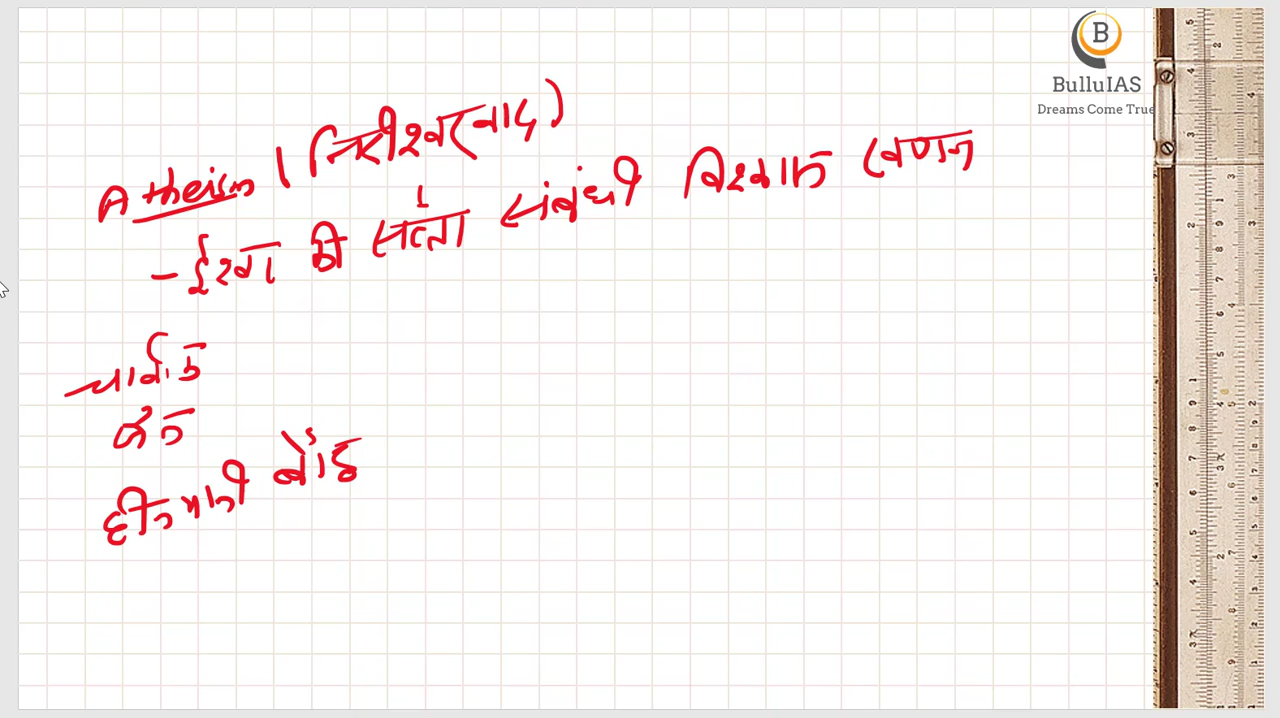 B
BulluIAS
Dreams Come True
Atheism (निरीश्वरवाद)
- ईश्वर की सत्ता संबंधी विश्वास
चार्वाक
जैन
हीनयानी बौद्ध